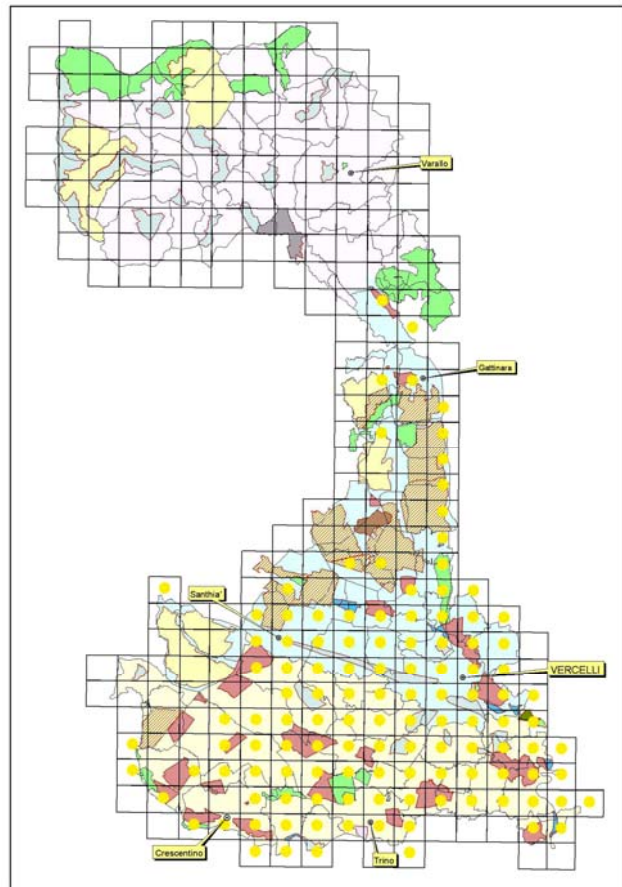 Varallo
Gattinara
Santhia'
VERCELLI
Crescentino
Trino